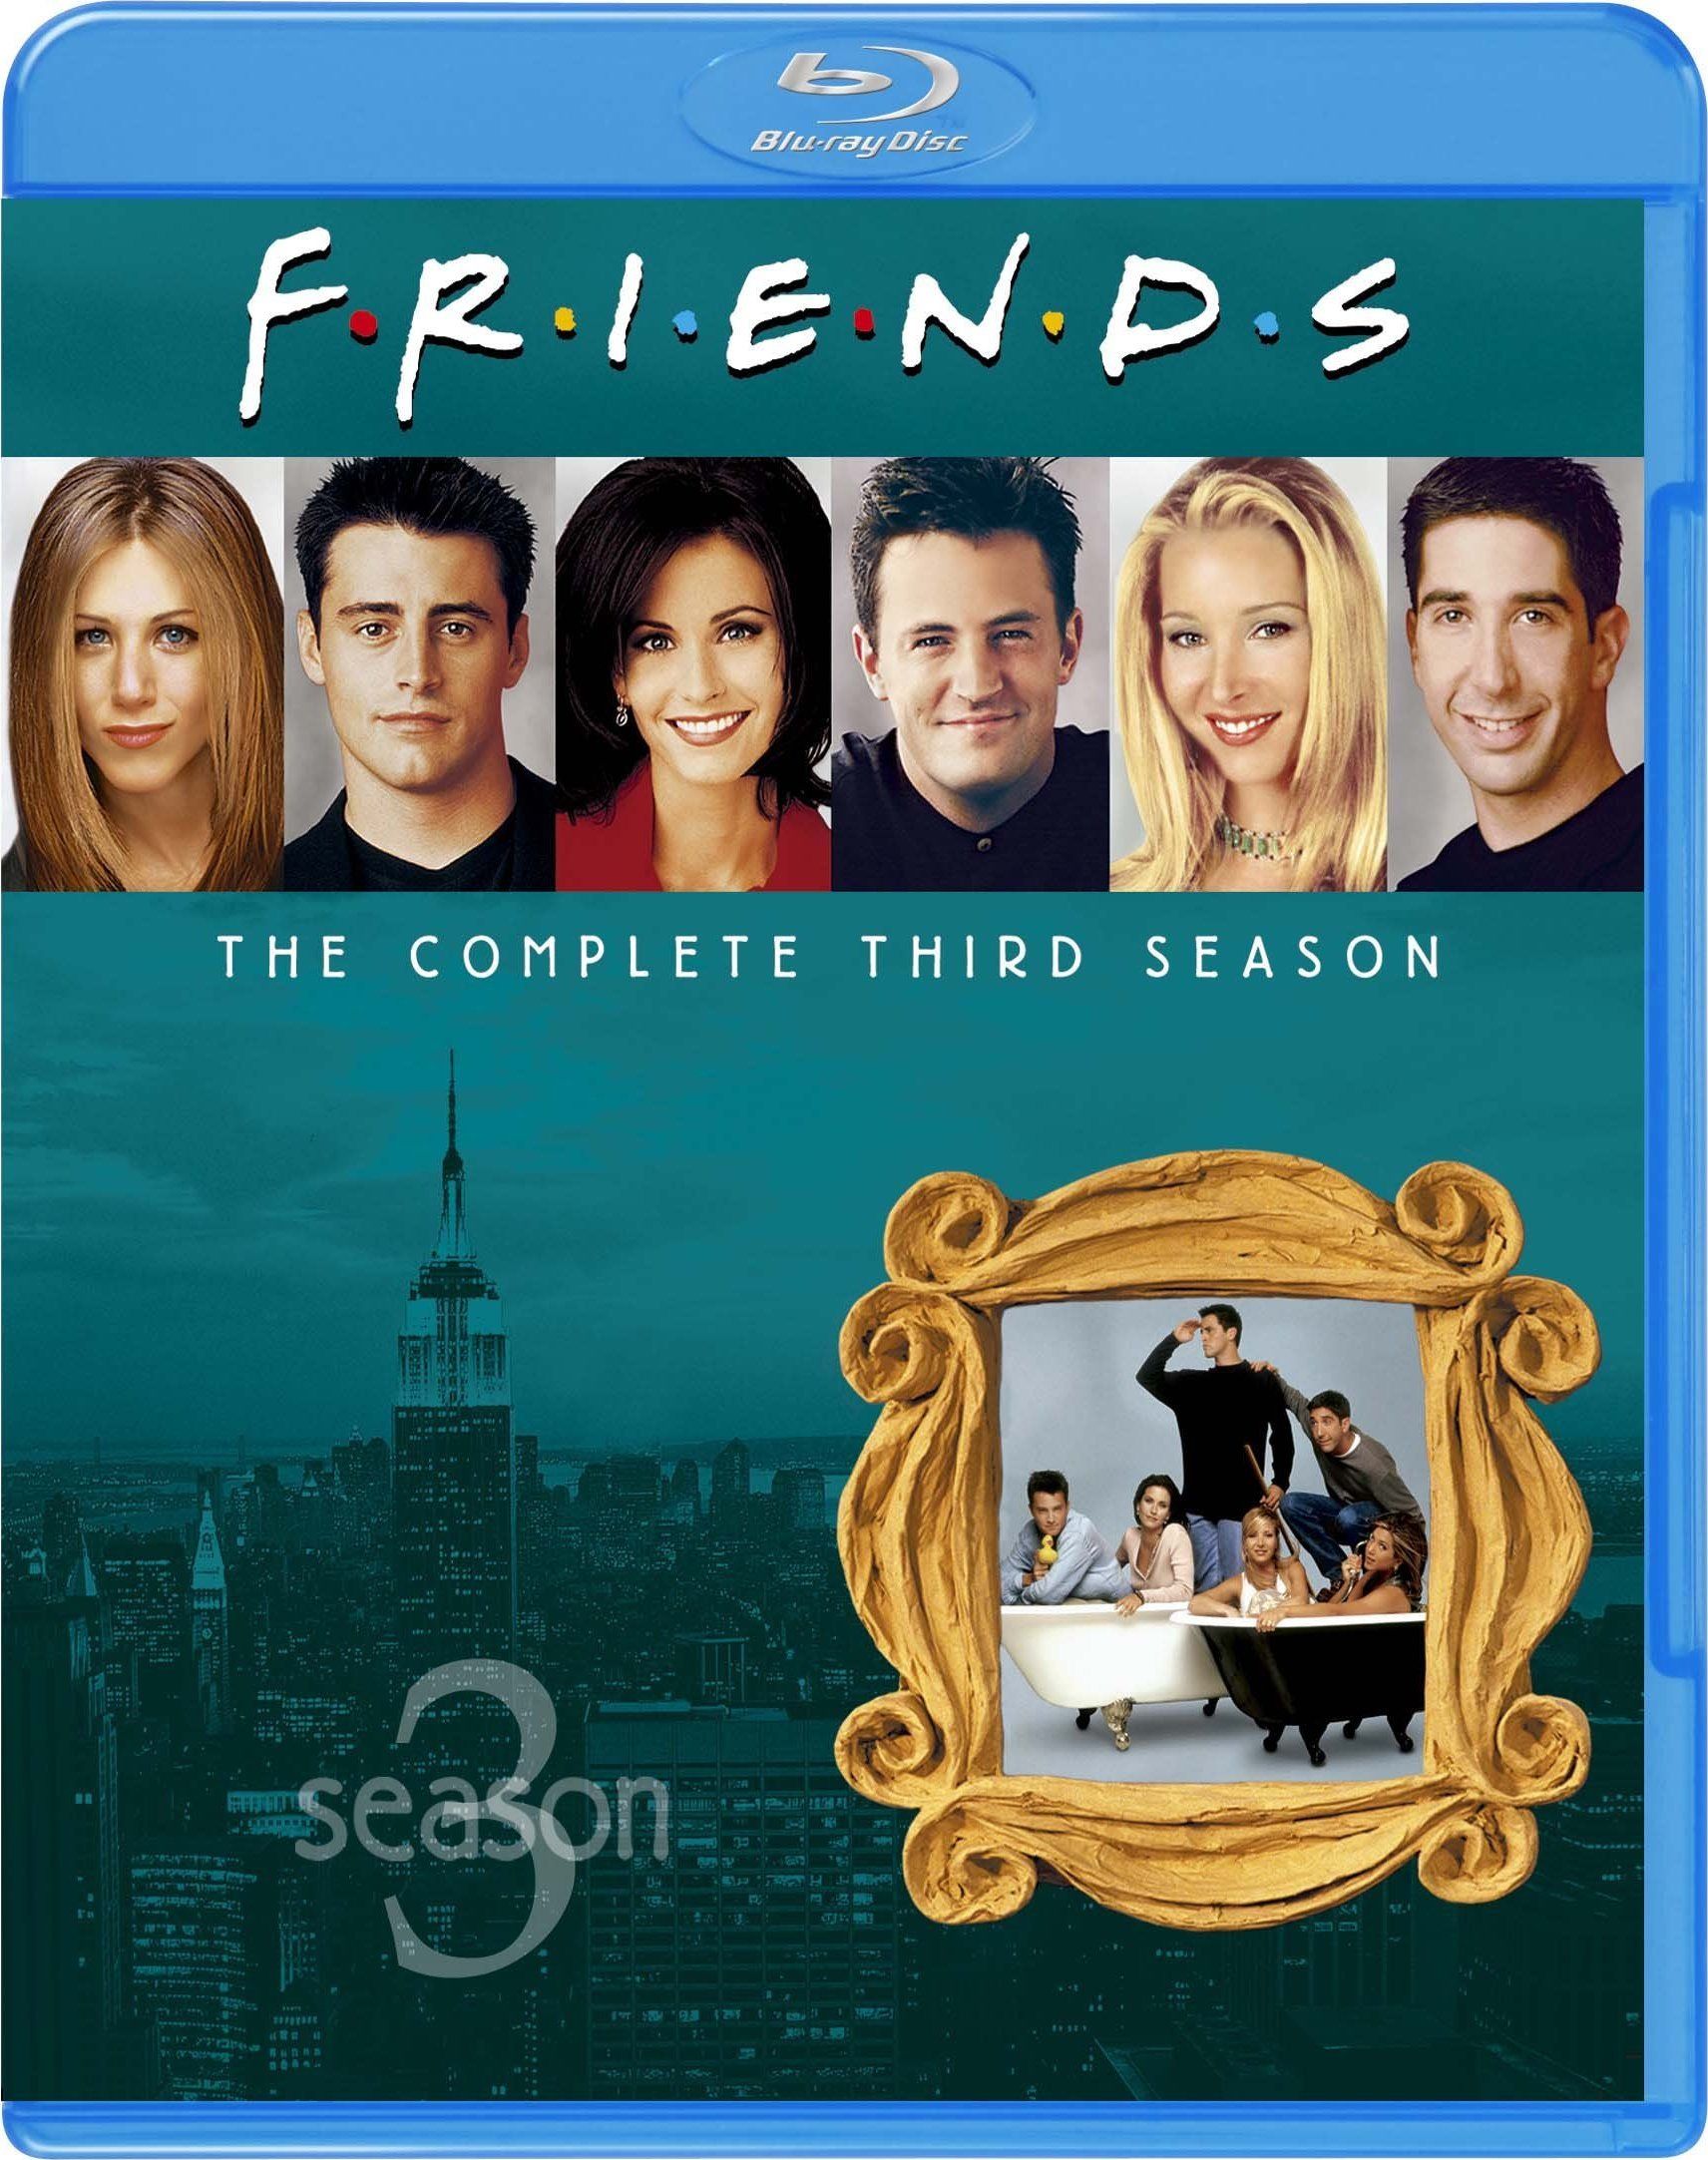 Blu-ray Disc
F·R·I·E·N·D·S
THE COMPLETE THIRD SEASON
3
season